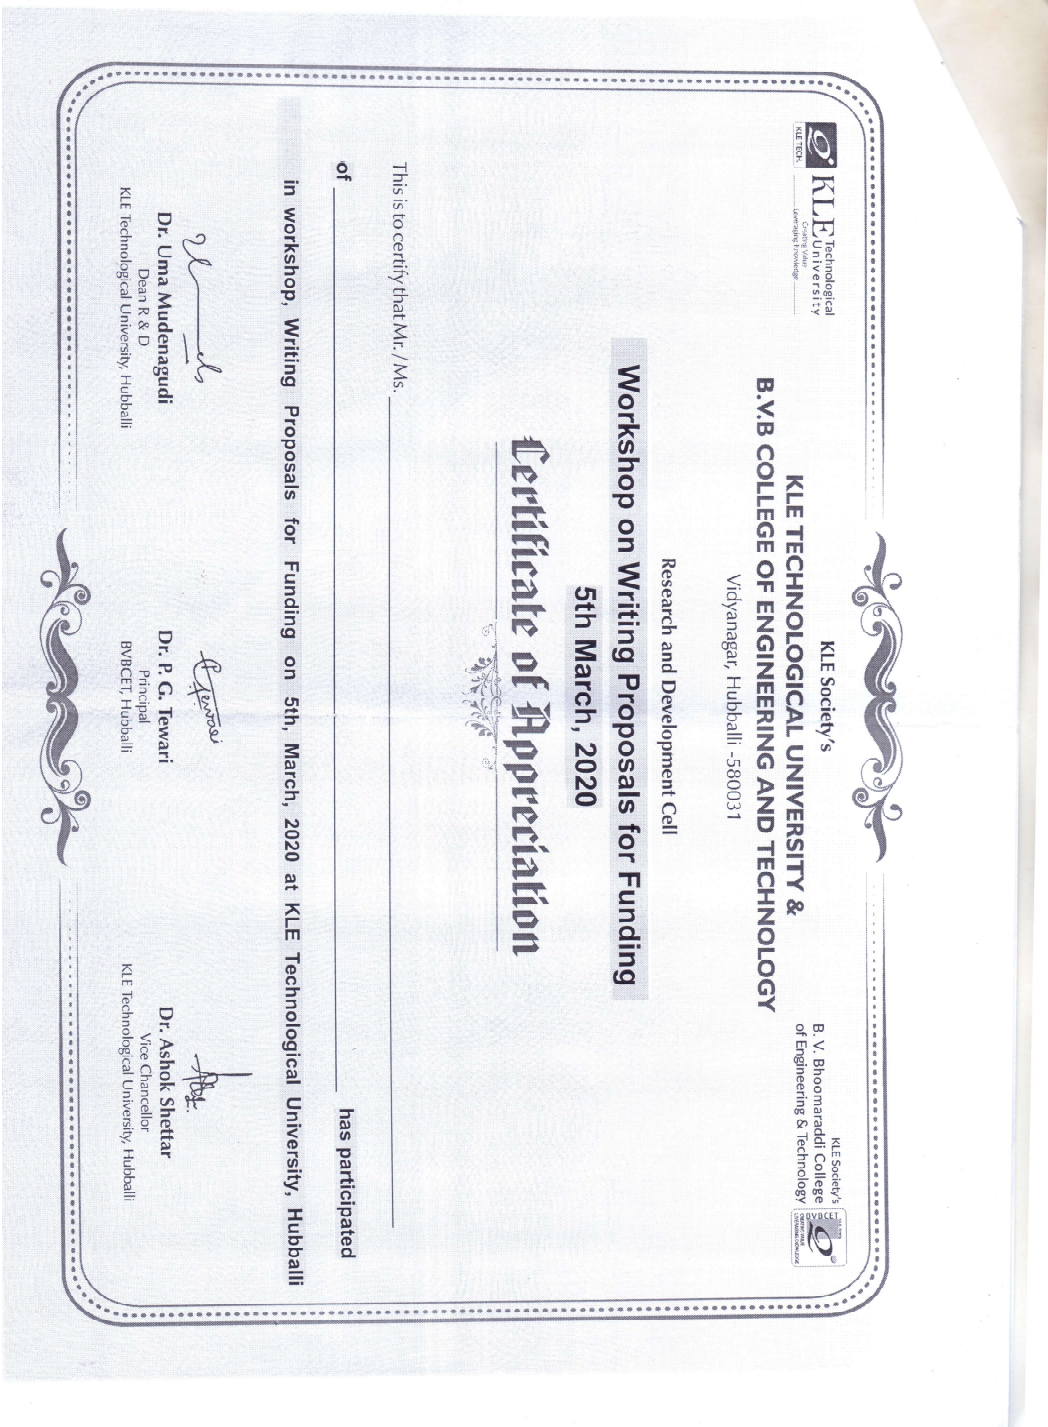 KLE Technological
University
Creating Value
Leveraging Knowledge
KLE TECH.
KLE Society's
KLE TECHNOLOGICAL UNIVERSITY &
B.V.B COLLEGE OF ENGINEERING AND TECHNOLOGY
Vidyanagar, Hubballi -580031
KLE Society's
B. V. Bhoomaraddi College
of Engineering & Technology
BVBCET
CREATING VALUE
LEVERAGING KNOWLEDGE
Research and Development Cell
Workshop on Writing Proposals for Funding
5th March, 2020
Certificate of Appreciation
This is to certify that Mr. / Ms.
of has participated
in workshop, Writing Proposals for Funding on 5th, March, 2020 at KLE Technological University, Hubballi
Dr. Uma Mudenagudi
Dean R & D
KLE Technological University, Hubballi
Dr. P. G. Tewari
Principal
BVBCET, Hubballi
Dr. Ashok Shettar
Vice Chancellor
KLE Technological University, Hubballi